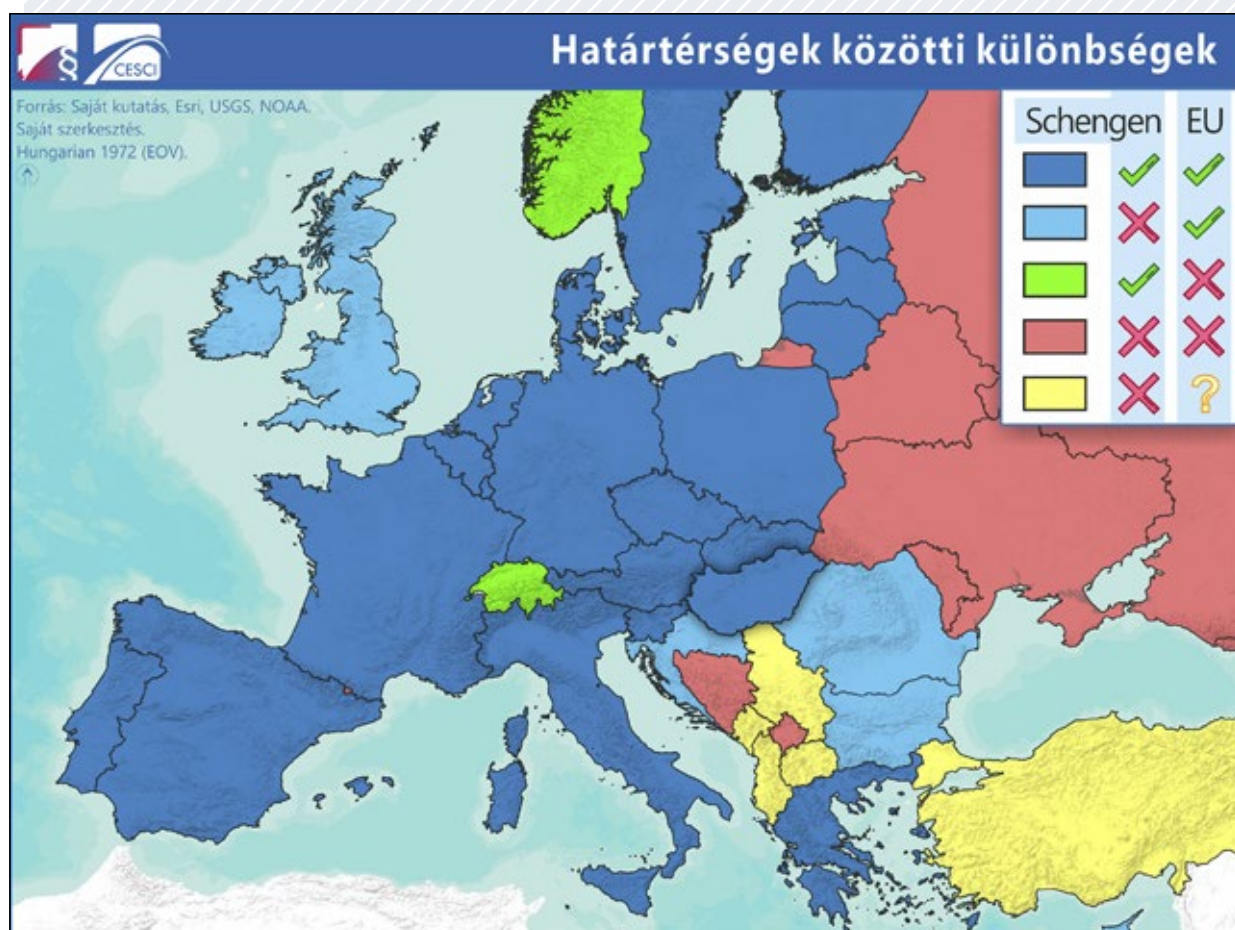 §
CESCI
Határtérségek közötti különbségek
Forrás: Saját kutatás, Esri, USGS, NOAA.
Saját szerkesztés.
Hungarian 1972 (EOV).
Schengen EU
?